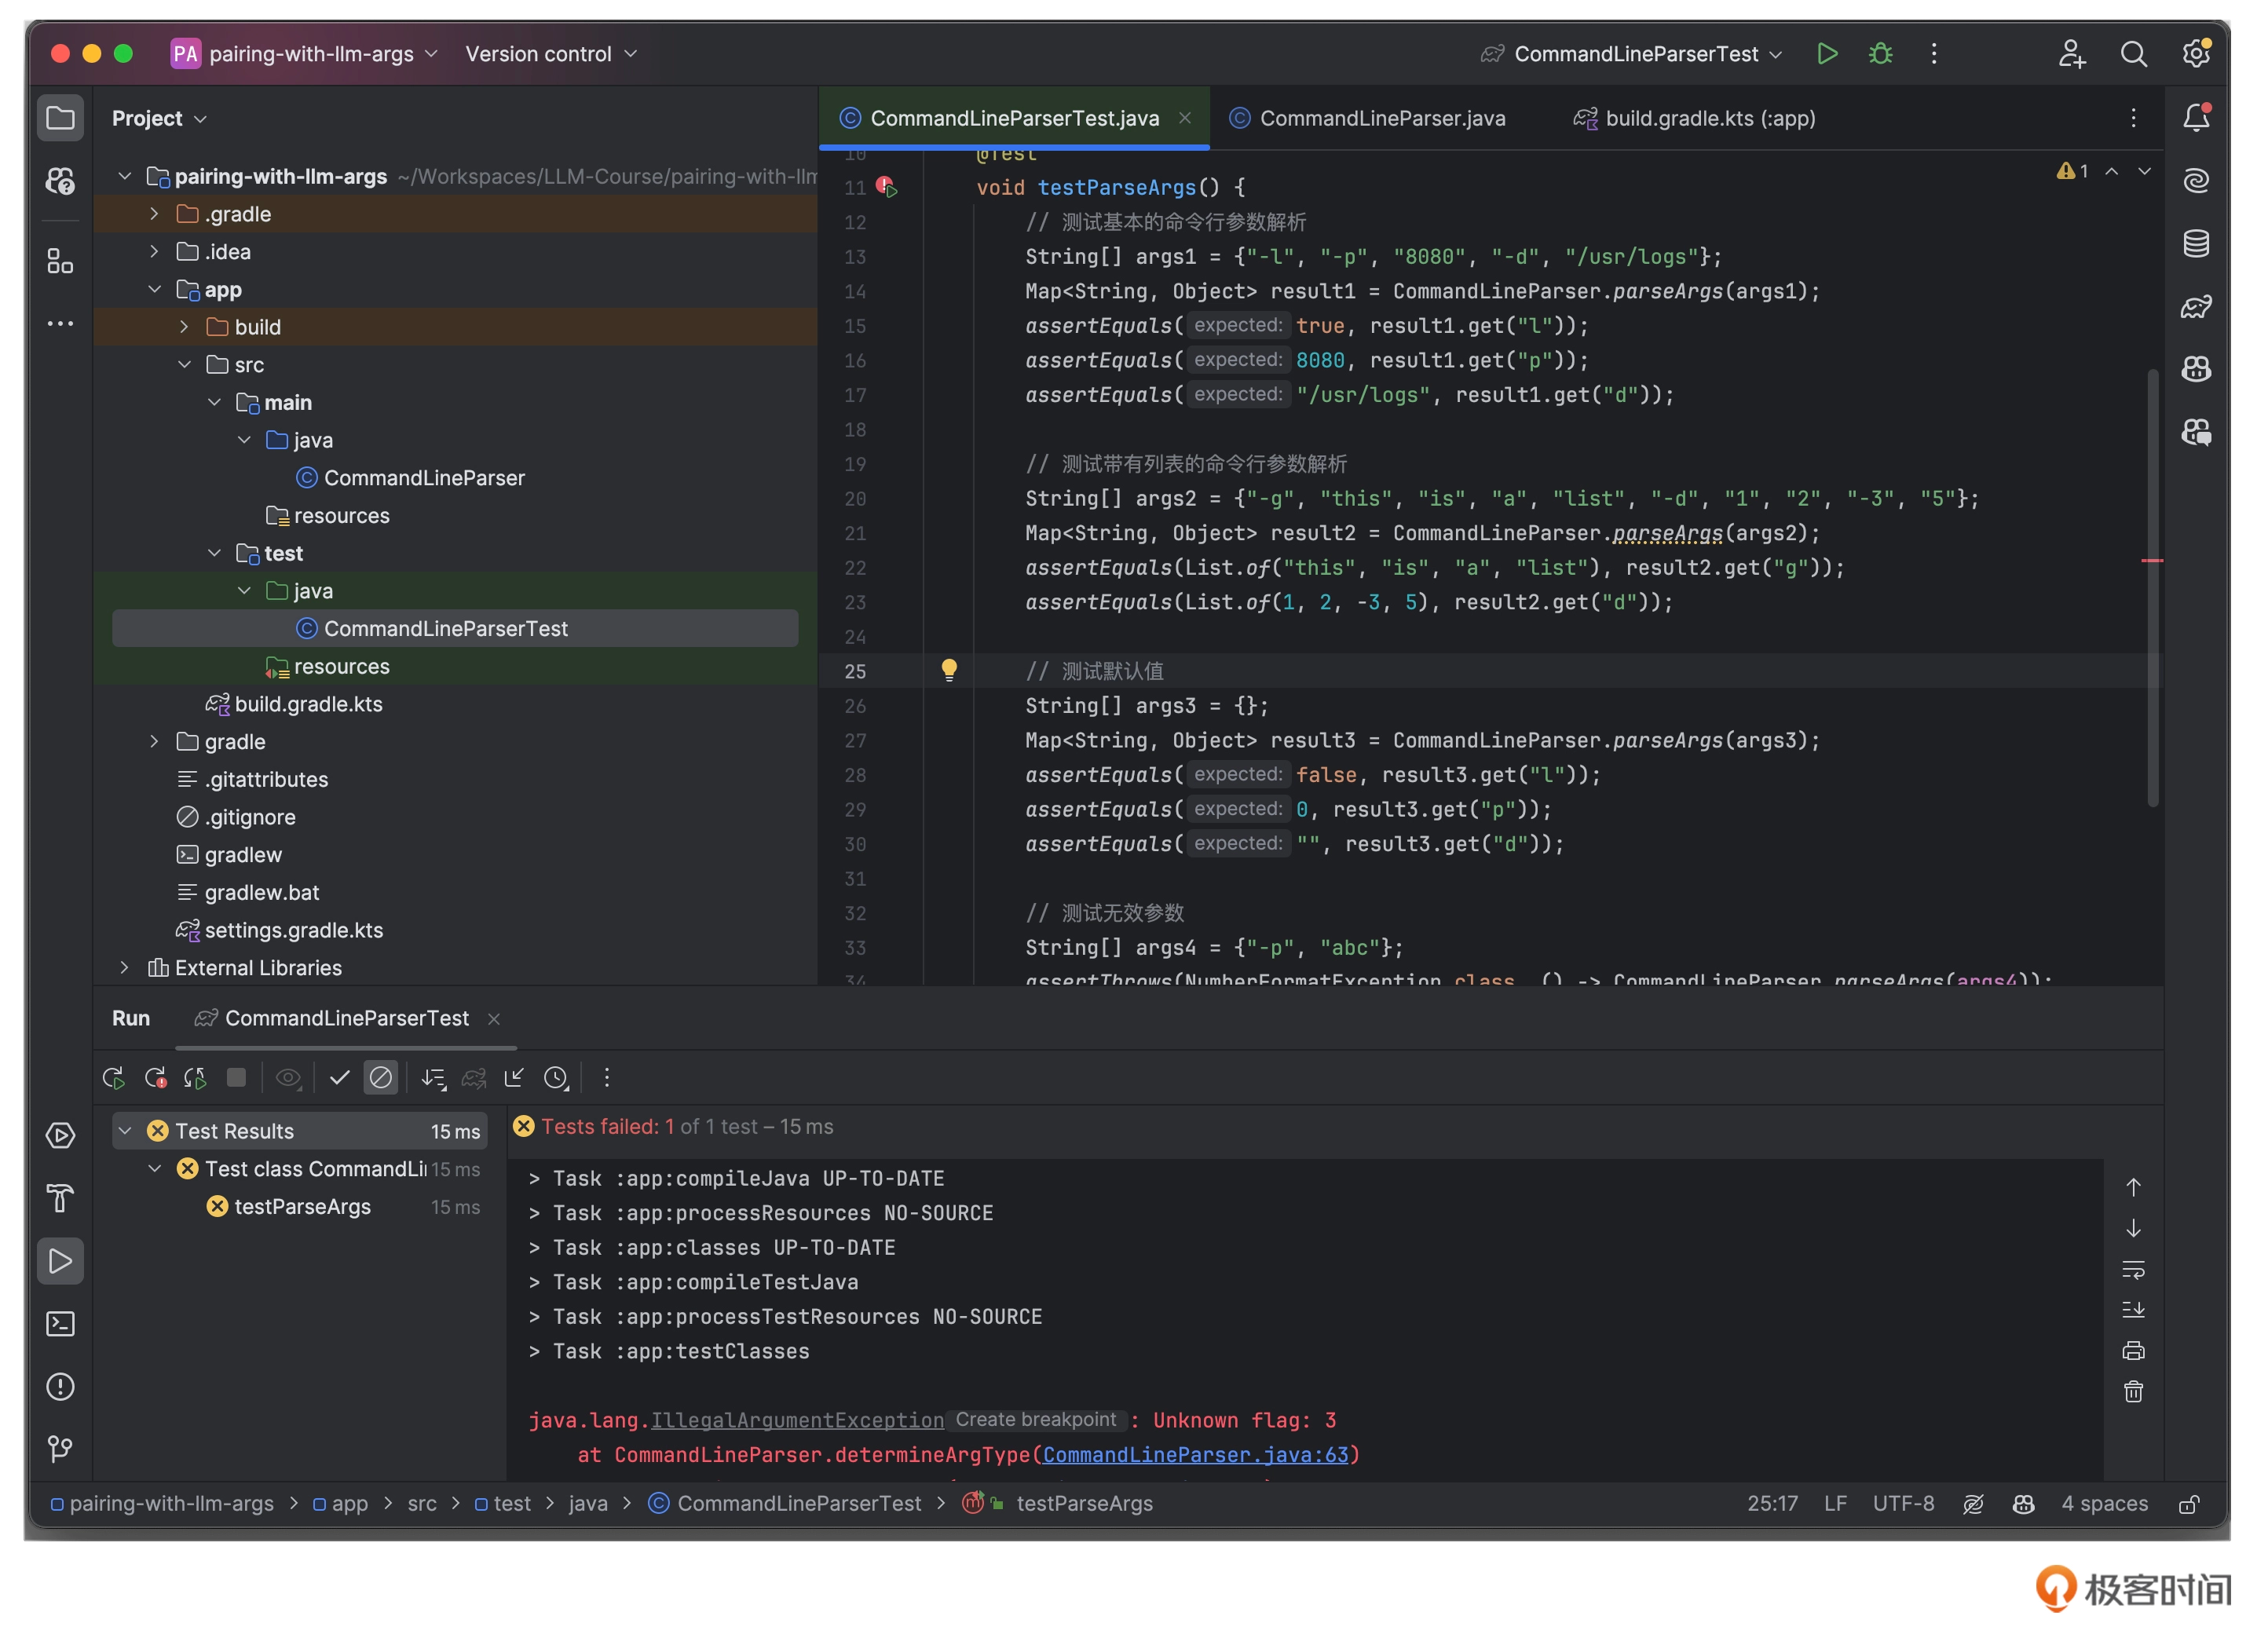 PA pairing-with-llm-args Version control CommandLineParserTest
Project
CommandLineParserTest.java CommandLineParser.java build.gradle.kts (:app)
pairing-with-llm-args ~/Workspaces/LLM-Course/pairing-with-llm
.gradle
.idea
app
build
src
main
java
CommandLineParser
resources
test
java
CommandLineParserTest
resources
build.gradle.kts
gradle
.gitattributes
.gitignore
gradlew
gradlew.bat
settings.gradle.kts
External Libraries
1
10 @Test
11 void testParseArgs() {
12 // 测试基本的命令行参数解析
13 String[] args1 = {"-l", "-p", "8080", "-d", "/usr/logs"};
14 Map<String, Object> result1 = CommandLineParser.parseArgs(args1);
15 assertEquals( expected: true, result1.get("l"));
16 assertEquals( expected: 8080, result1.get("p"));
17 assertEquals( expected: "/usr/logs", result1.get("d"));
18
19 // 测试带有列表的命令行参数解析
20 String[] args2 = {"-g", "this", "is", "a", "list", "-d", "1", "2", "-3", "5"};
21 Map<String, Object> result2 = CommandLineParser.parseArgs(args2);
22 assertEquals(List.of("this", "is", "a", "list"), result2.get("g"));
23 assertEquals(List.of(1, 2, -3, 5), result2.get("d"));
24
25 // 测试默认值
26 String[] args3 = {};
27 Map<String, Object> result3 = CommandLineParser.parseArgs(args3);
28 assertEquals( expected: false, result3.get("l"));
29 assertEquals( expected: 0, result3.get("p"));
30 assertEquals( expected: "", result3.get("d"));
31
32 // 测试无效参数
33 String[] args4 = {"-p", "abc"};
34 assertThrows(NumberFormatException.class, () -> CommandLineParser.parseArgs(args4));
Run CommandLineParserTest
Test Results 15 ms
Test class CommandLi 15 ms
testParseArgs 15 ms
Tests failed: 1 of 1 test – 15 ms
> Task :app:compileJava UP-TO-DATE
> Task :app:processResources NO-SOURCE
> Task :app:classes UP-TO-DATE
> Task :app:compileTestJava
> Task :app:processTestResources NO-SOURCE
> Task :app:testClasses
java.lang.IllegalArgumentException Create breakpoint : Unknown flag: 3
at CommandLineParser.determineArgType(CommandLineParser.java:63)
pairing-with-llm-args > app > src > test > java > CommandLineParserTest > testParseArgs 25:17 LF UTF-8 4 spaces
极客时间